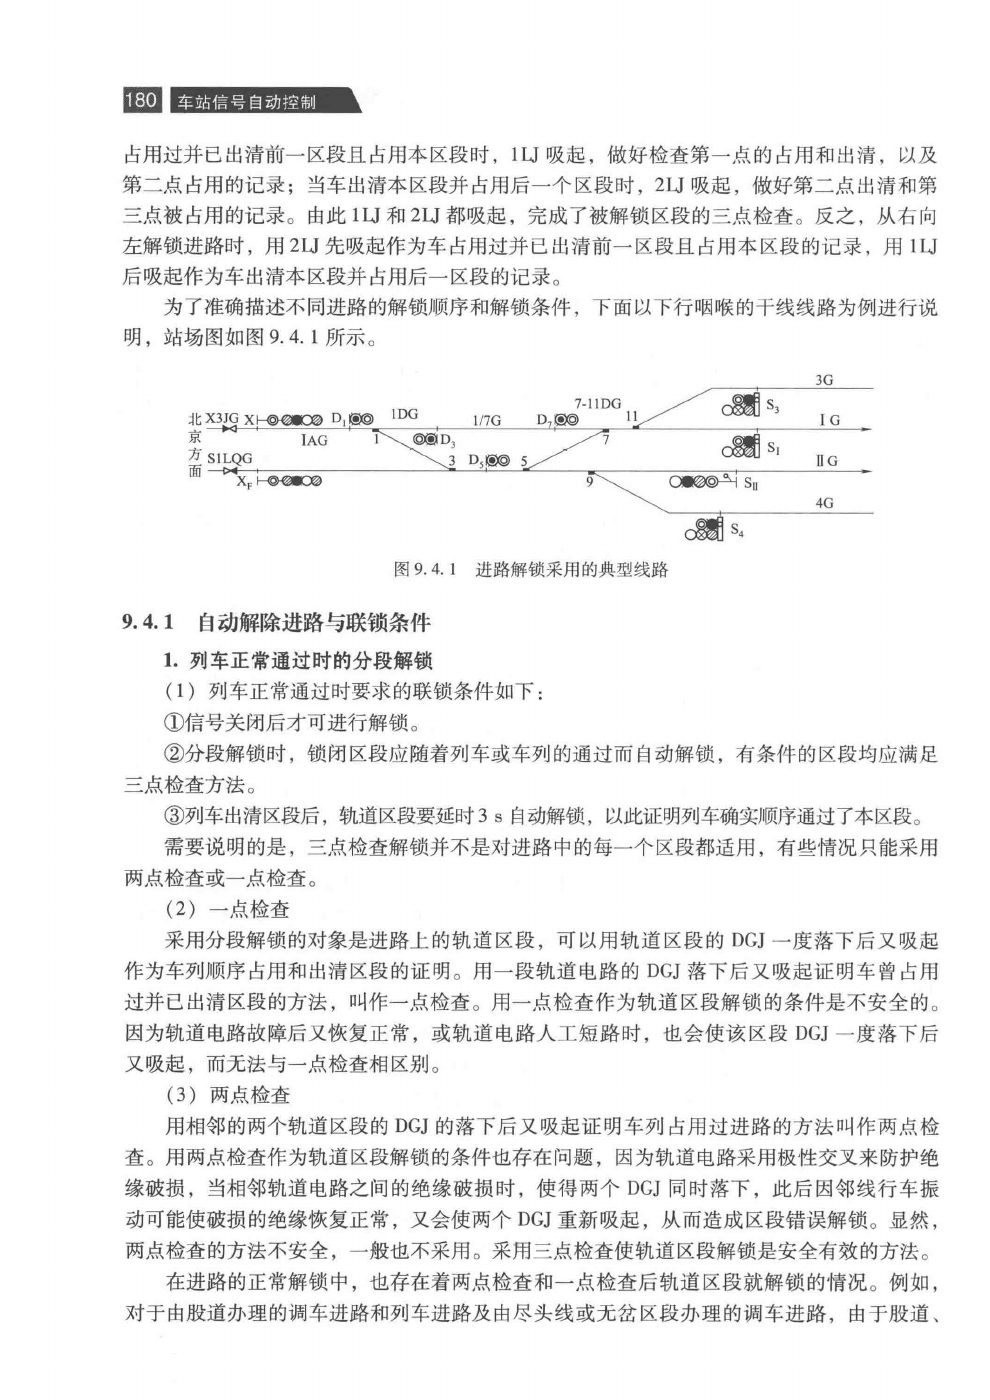 180 车站信号自动控制
占用过并已出清前一区段且占用本区段时，1LJ 吸起，做好检查第一点的占用和出清，以及
第二点占用的记录；当车出清本区段并占用后一个区段时，2LJ 吸起，做好第二点出清和第
三点被占用的记录。由此 1LJ 和 2LJ 都吸起，完成了被解锁区段的三点检查。反之，从右向
左解锁进路时，用 2LJ 先吸起作为车占用过并已出清前一区段且占用本区段的记录，用 1LJ
后吸起作为车出清本区段并占用后一区段的记录。
为了准确描述不同进路的解锁顺序和解锁条件，下面以下行咽喉的干线线路为例进行说
明，站场图如图 9.4.1 所示。
3G
北京方面
X3JG X D₁ 1DG 1/7G D₇ 7-11DG 11 S₃ ⅠG
ⅠAG 1 D₃ 7 S₁
S1LQG 3 D₅ 5 ⅡG
X_F 9 S_Ⅱ
4G
S₄
图 9.4.1 进路解锁采用的典型线路
9.4.1 自动解除进路与联锁条件
1. 列车正常通过时的分段解锁
（1）列车正常通过时要求的联锁条件如下：
①信号关闭后才可进行解锁。
②分段解锁时，锁闭区段应随着列车或车列的通过而自动解锁，有条件的区段均应满足
三点检查方法。
③列车出清区段后，轨道区段要延时 3 s 自动解锁，以此证明列车确实顺序通过了本区段。
需要说明的是，三点检查解锁并不是对进路中的每一个区段都适用，有些情况只能采用
两点检查或一点检查。
（2）一点检查
采用分段解锁的对象是进路上的轨道区段，可以用轨道区段的 DGJ 一度落下后又吸起
作为车列顺序占用和出清区段的证明。用一段轨道电路的 DGJ 落下后又吸起证明车曾占用
过并已出清区段的方法，叫作一点检查。用一点检查作为轨道区段解锁的条件是不安全的。
因为轨道电路故障后又恢复正常，或轨道电路人工短路时，也会使该区段 DGJ 一度落下后
又吸起，而无法与一点检查相区别。
（3）两点检查
用相邻的两个轨道区段的 DGJ 的落下后又吸起证明车列占用过进路的方法叫作两点检
查。用两点检查作为轨道区段解锁的条件也存在问题，因为轨道电路采用极性交叉来防护绝
缘破损，当相邻轨道电路之间的绝缘破损时，使得两个 DGJ 同时落下，此后因邻线行车振
动可能使破损的绝缘恢复正常，又会使两个 DGJ 重新吸起，从而造成区段错误解锁。显然，
两点检查的方法不安全，一般也不采用。采用三点检查使轨道区段解锁是安全有效的方法。
在进路的正常解锁中，也存在着两点检查和一点检查后轨道区段就解锁的情况。例如，
对于由股道办理的调车进路和列车进路及由尽头线或无岔区段办理的调车进路，由于股道、